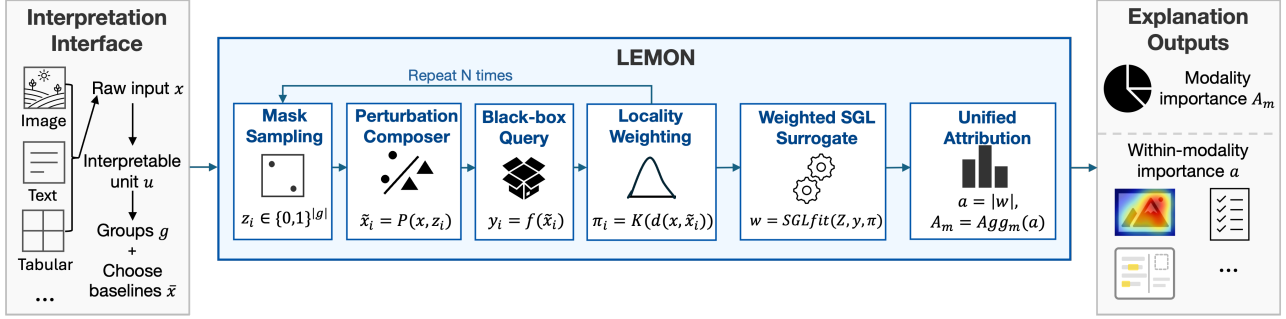 Interpretation
Interface
Image
Text
Tabular
...
Raw input x
Interpretable
unit u
Groups g
+
Choose
baselines x̄
LEMON
Repeat N times
Mask
Sampling
z_i ∈ {0,1}^|g|
Perturbation
Composer
x̃_i = P(x, z_i)
Black-box
Query
y_i = f(x̃_i)
Locality
Weighting
π_i = K(d(x, x̃_i))
Weighted SGL
Surrogate
w = SGLfit(Z, y, π)
Unified
Attribution
a = |w|,
A_m = Agg_m(a)
Explanation
Outputs
Modality
importance A_m
Within-modality
importance a
...